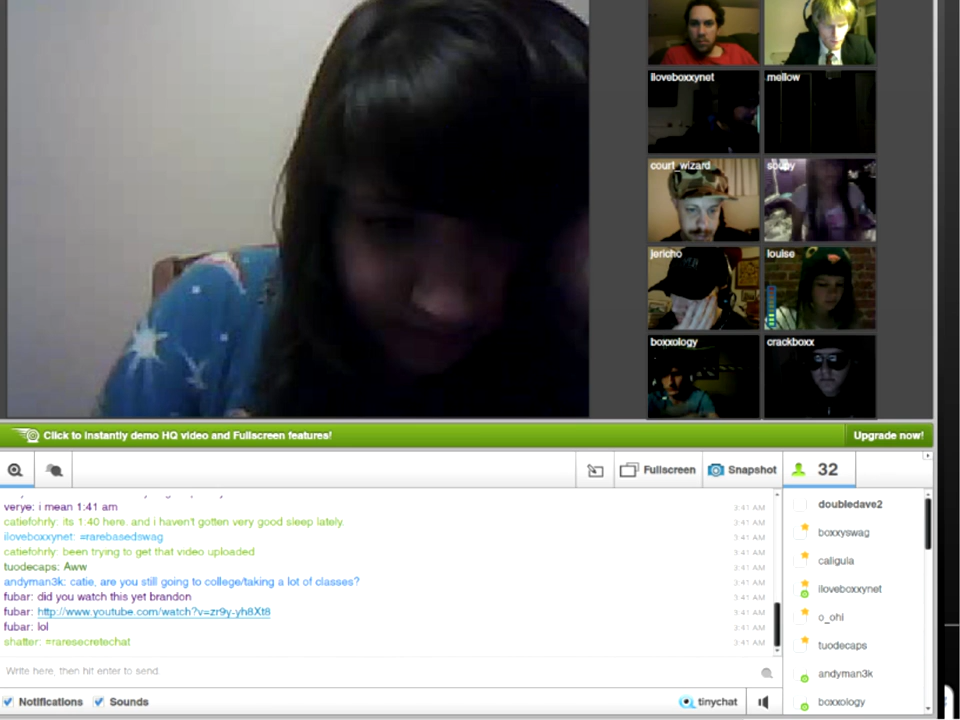 iloveboxxynet
mellow
court_wizard
soupy
jericho
louise
boxxology
crackboxx
Click to instantly demo HQ video and Fullscreen features!
Upgrade now!
Fullscreen
Snapshot
32
verye: i mean 1:41 am
3:41 AM
catiefohrly: its 1:40 here. and i haven't gotten very good sleep lately.
3:41 AM
iloveboxxynet: =rarebasedswag
3:41 AM
catiefohrly: been trying to get that video uploaded
3:41 AM
tuodecaps: Aww
3:41 AM
andyman3k: catie, are you still going to college/taking a lot of classes?
3:41 AM
fubar: did you watch this yet brandon
3:41 AM
fubar: http://www.youtube.com/watch?v=zr9y-yh8Xt8
3:41 AM
fubar: lol
3:41 AM
shatter: =raresecretechat
3:41 AM
Write here, then hit enter to send
Notifications
Sounds
tinychat
doubledave2
boxxyswag
caligula
iloveboxxynet
o_ohi
tuodecaps
andyman3k
boxxology